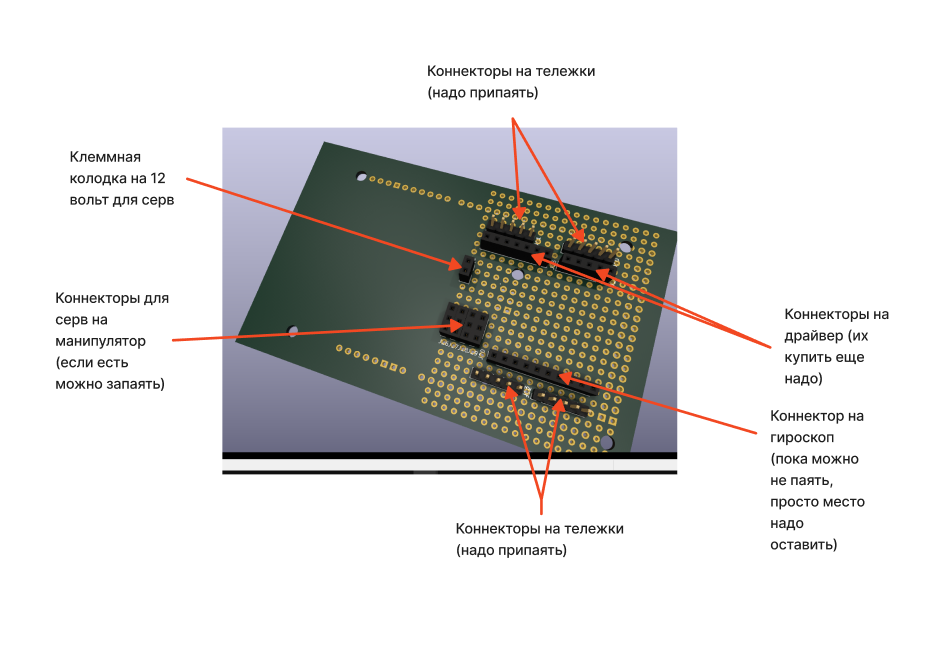 Коннекторы на тележки
(надо припаять)
Клеммная
колодка на 12
вольт для серв
Коннекторы для
серв на
манипулятор
(если есть
можно запаять)
Коннекторы на
драйвер (их
купить еще
надо)
Коннектор на
гироскоп
(пока можно
не паять,
просто место
надо
оставить)
Коннекторы на тележки
(надо припаять)